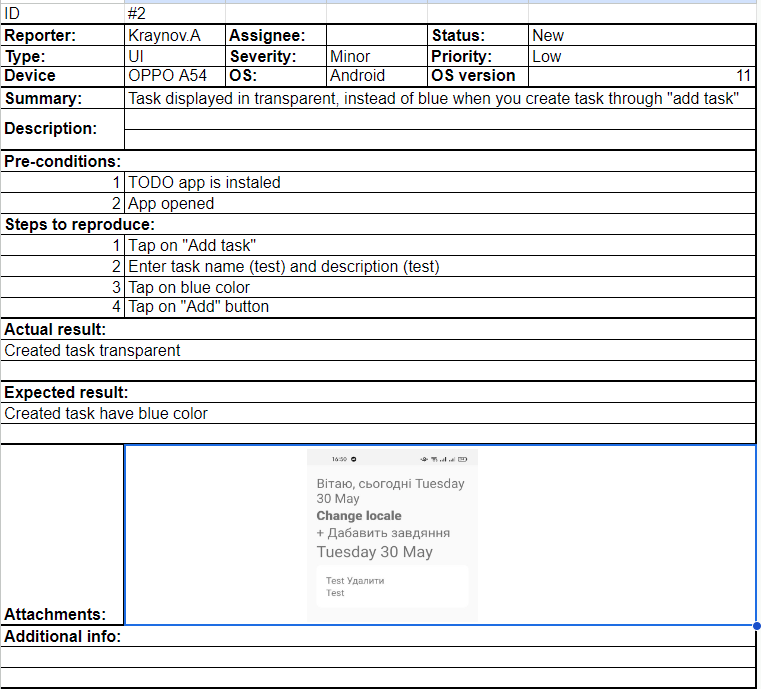 ID #2
Reporter: Kraynov.A Assignee: Status: New
Type: UI Severity: Minor Priority: Low
Device OPPO A54 OS: Android OS version 11
Summary: Task displayed in transparent, instead of blue when you create task through "add task"
Description:
Pre-conditions:
1 TODO app is instaled
2 App opened
Steps to reproduce:
1 Tap on "Add task"
2 Enter task name (test) and description (test)
3 Tap on blue color
4 Tap on "Add" button
Actual result:
Created task transparent
Expected result:
Created task have blue color
16:50
Вітаю, сьогодні Tuesday
30 May
Change locale
+ Дабавить завдяння
Tuesday 30 May
Test Удалити
Test
Attachments:
Additional info: